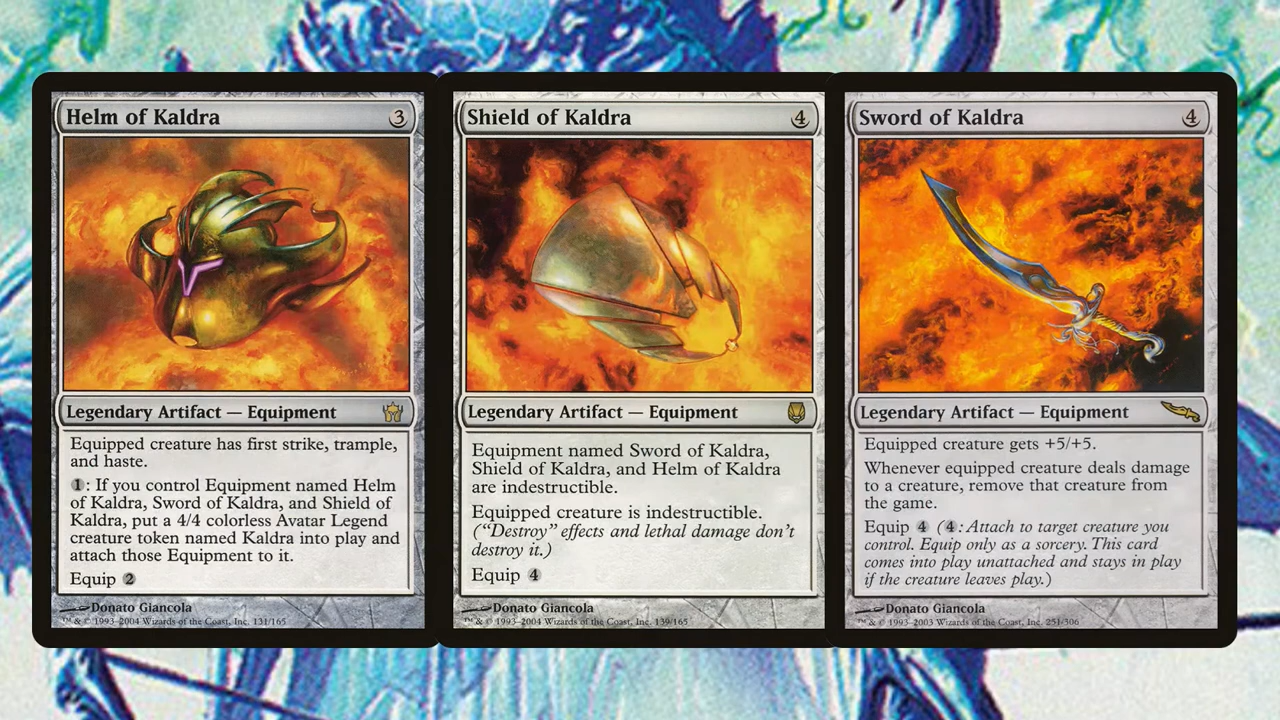 Helm of Kaldra 3
Legendary Artifact — Equipment
Equipped creature has first strike, trample,
and haste.
1: If you control Equipment named Helm
of Kaldra, Sword of Kaldra, and Shield of
Kaldra, put a 4/4 colorless Avatar Legend
creature token named Kaldra into play and
attach those Equipment to it.
Equip 2
Donato Giancola
™ & © 1993–2004 Wizards of the Coast, Inc. 131/165
Shield of Kaldra 4
Legendary Artifact — Equipment
Equipment named Sword of Kaldra,
Shield of Kaldra, and Helm of Kaldra
are indestructible.
Equipped creature is indestructible.
(“Destroy” effects and lethal damage don’t
destroy it.)
Equip 4
Donato Giancola
™ & © 1993–2004 Wizards of the Coast, Inc. 139/165
Sword of Kaldra 4
Legendary Artifact — Equipment
Equipped creature gets +5/+5.
Whenever equipped creature deals damage
to a creature, remove that creature from
the game.
Equip 4 (4: Attach to target creature you
control. Equip only as a sorcery. This card
comes into play unattached and stays in play
if the creature leaves play.)
Donato Giancola
™ & © 1993–2003 Wizards of the Coast, Inc. 251/306